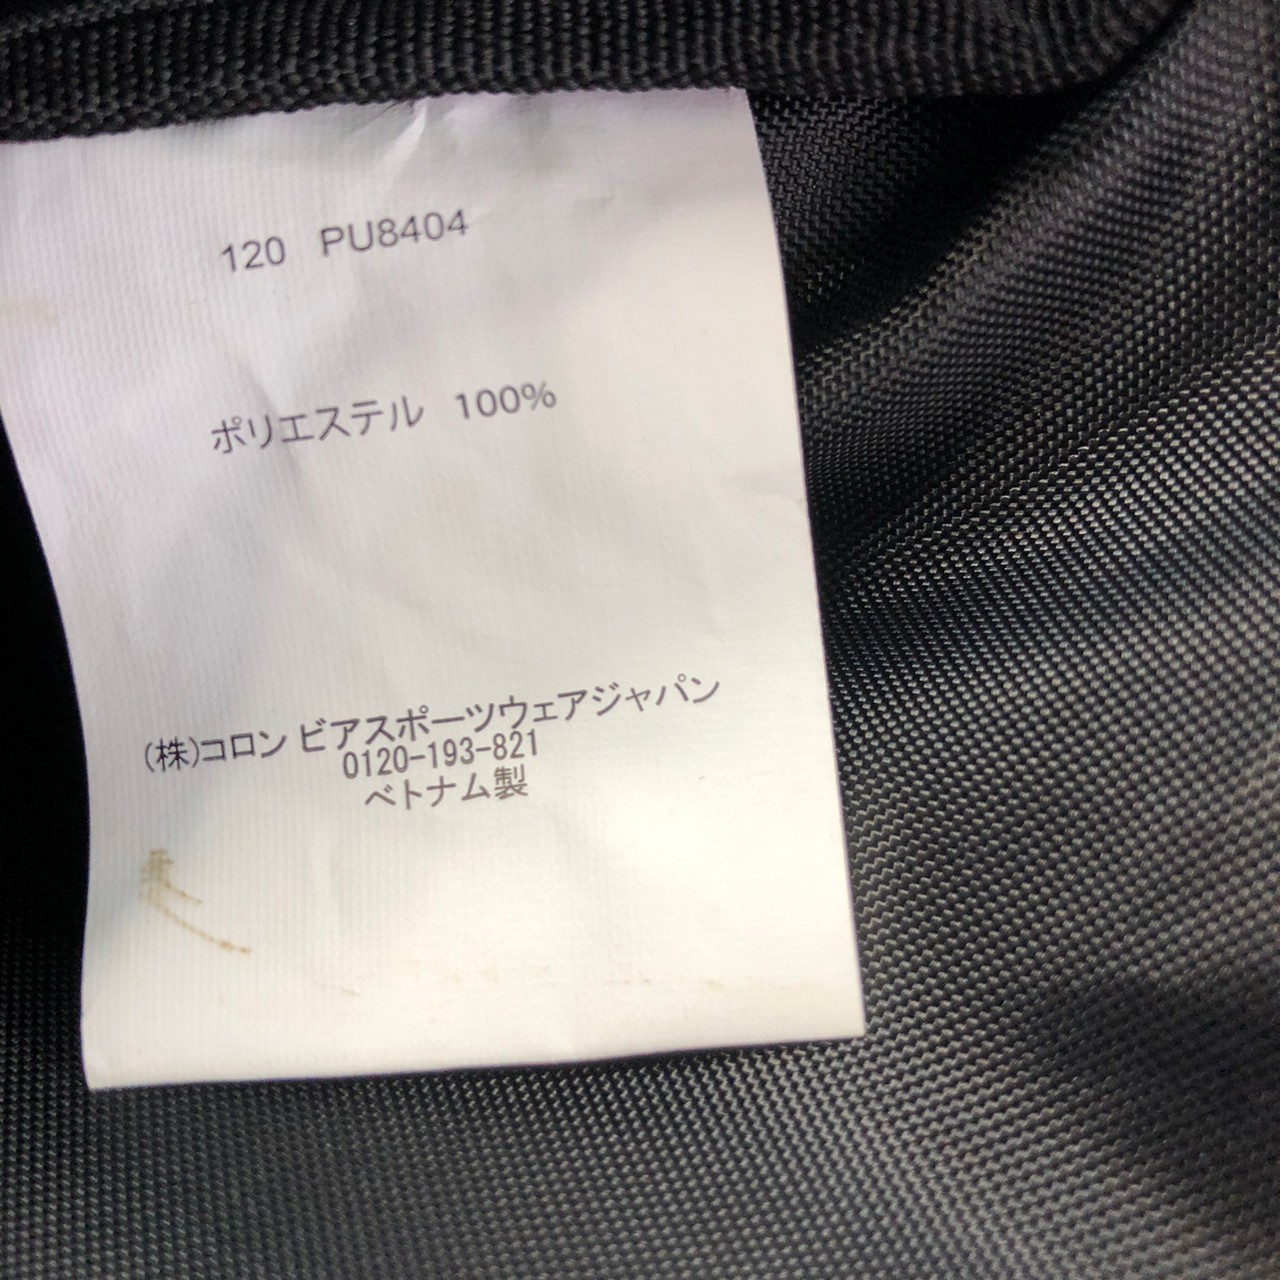 120 PU8404
ポリエステル 100%
(株)コロンビアスポーツウェアジャパン
0120-193-821
ベトナム製